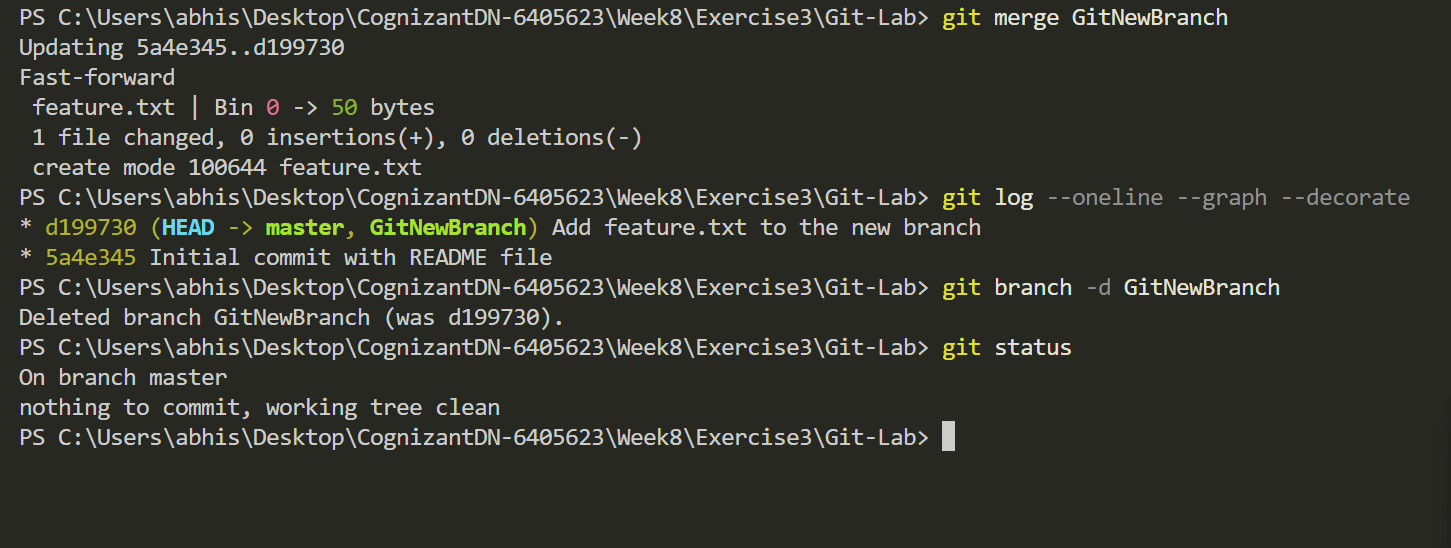 PS C:\Users\abhis\Desktop\CognizantDN-6405623\Week8\Exercise3\Git-Lab> git merge GitNewBranch
Updating 5a4e345..d199730
Fast-forward
 feature.txt | Bin 0 -> 50 bytes
 1 file changed, 0 insertions(+), 0 deletions(-)
 create mode 100644 feature.txt
PS C:\Users\abhis\Desktop\CognizantDN-6405623\Week8\Exercise3\Git-Lab> git log --oneline --graph --decorate
* d199730 (HEAD -> master, GitNewBranch) Add feature.txt to the new branch
* 5a4e345 Initial commit with README file
PS C:\Users\abhis\Desktop\CognizantDN-6405623\Week8\Exercise3\Git-Lab> git branch -d GitNewBranch
Deleted branch GitNewBranch (was d199730).
PS C:\Users\abhis\Desktop\CognizantDN-6405623\Week8\Exercise3\Git-Lab> git status
On branch master
nothing to commit, working tree clean
PS C:\Users\abhis\Desktop\CognizantDN-6405623\Week8\Exercise3\Git-Lab>